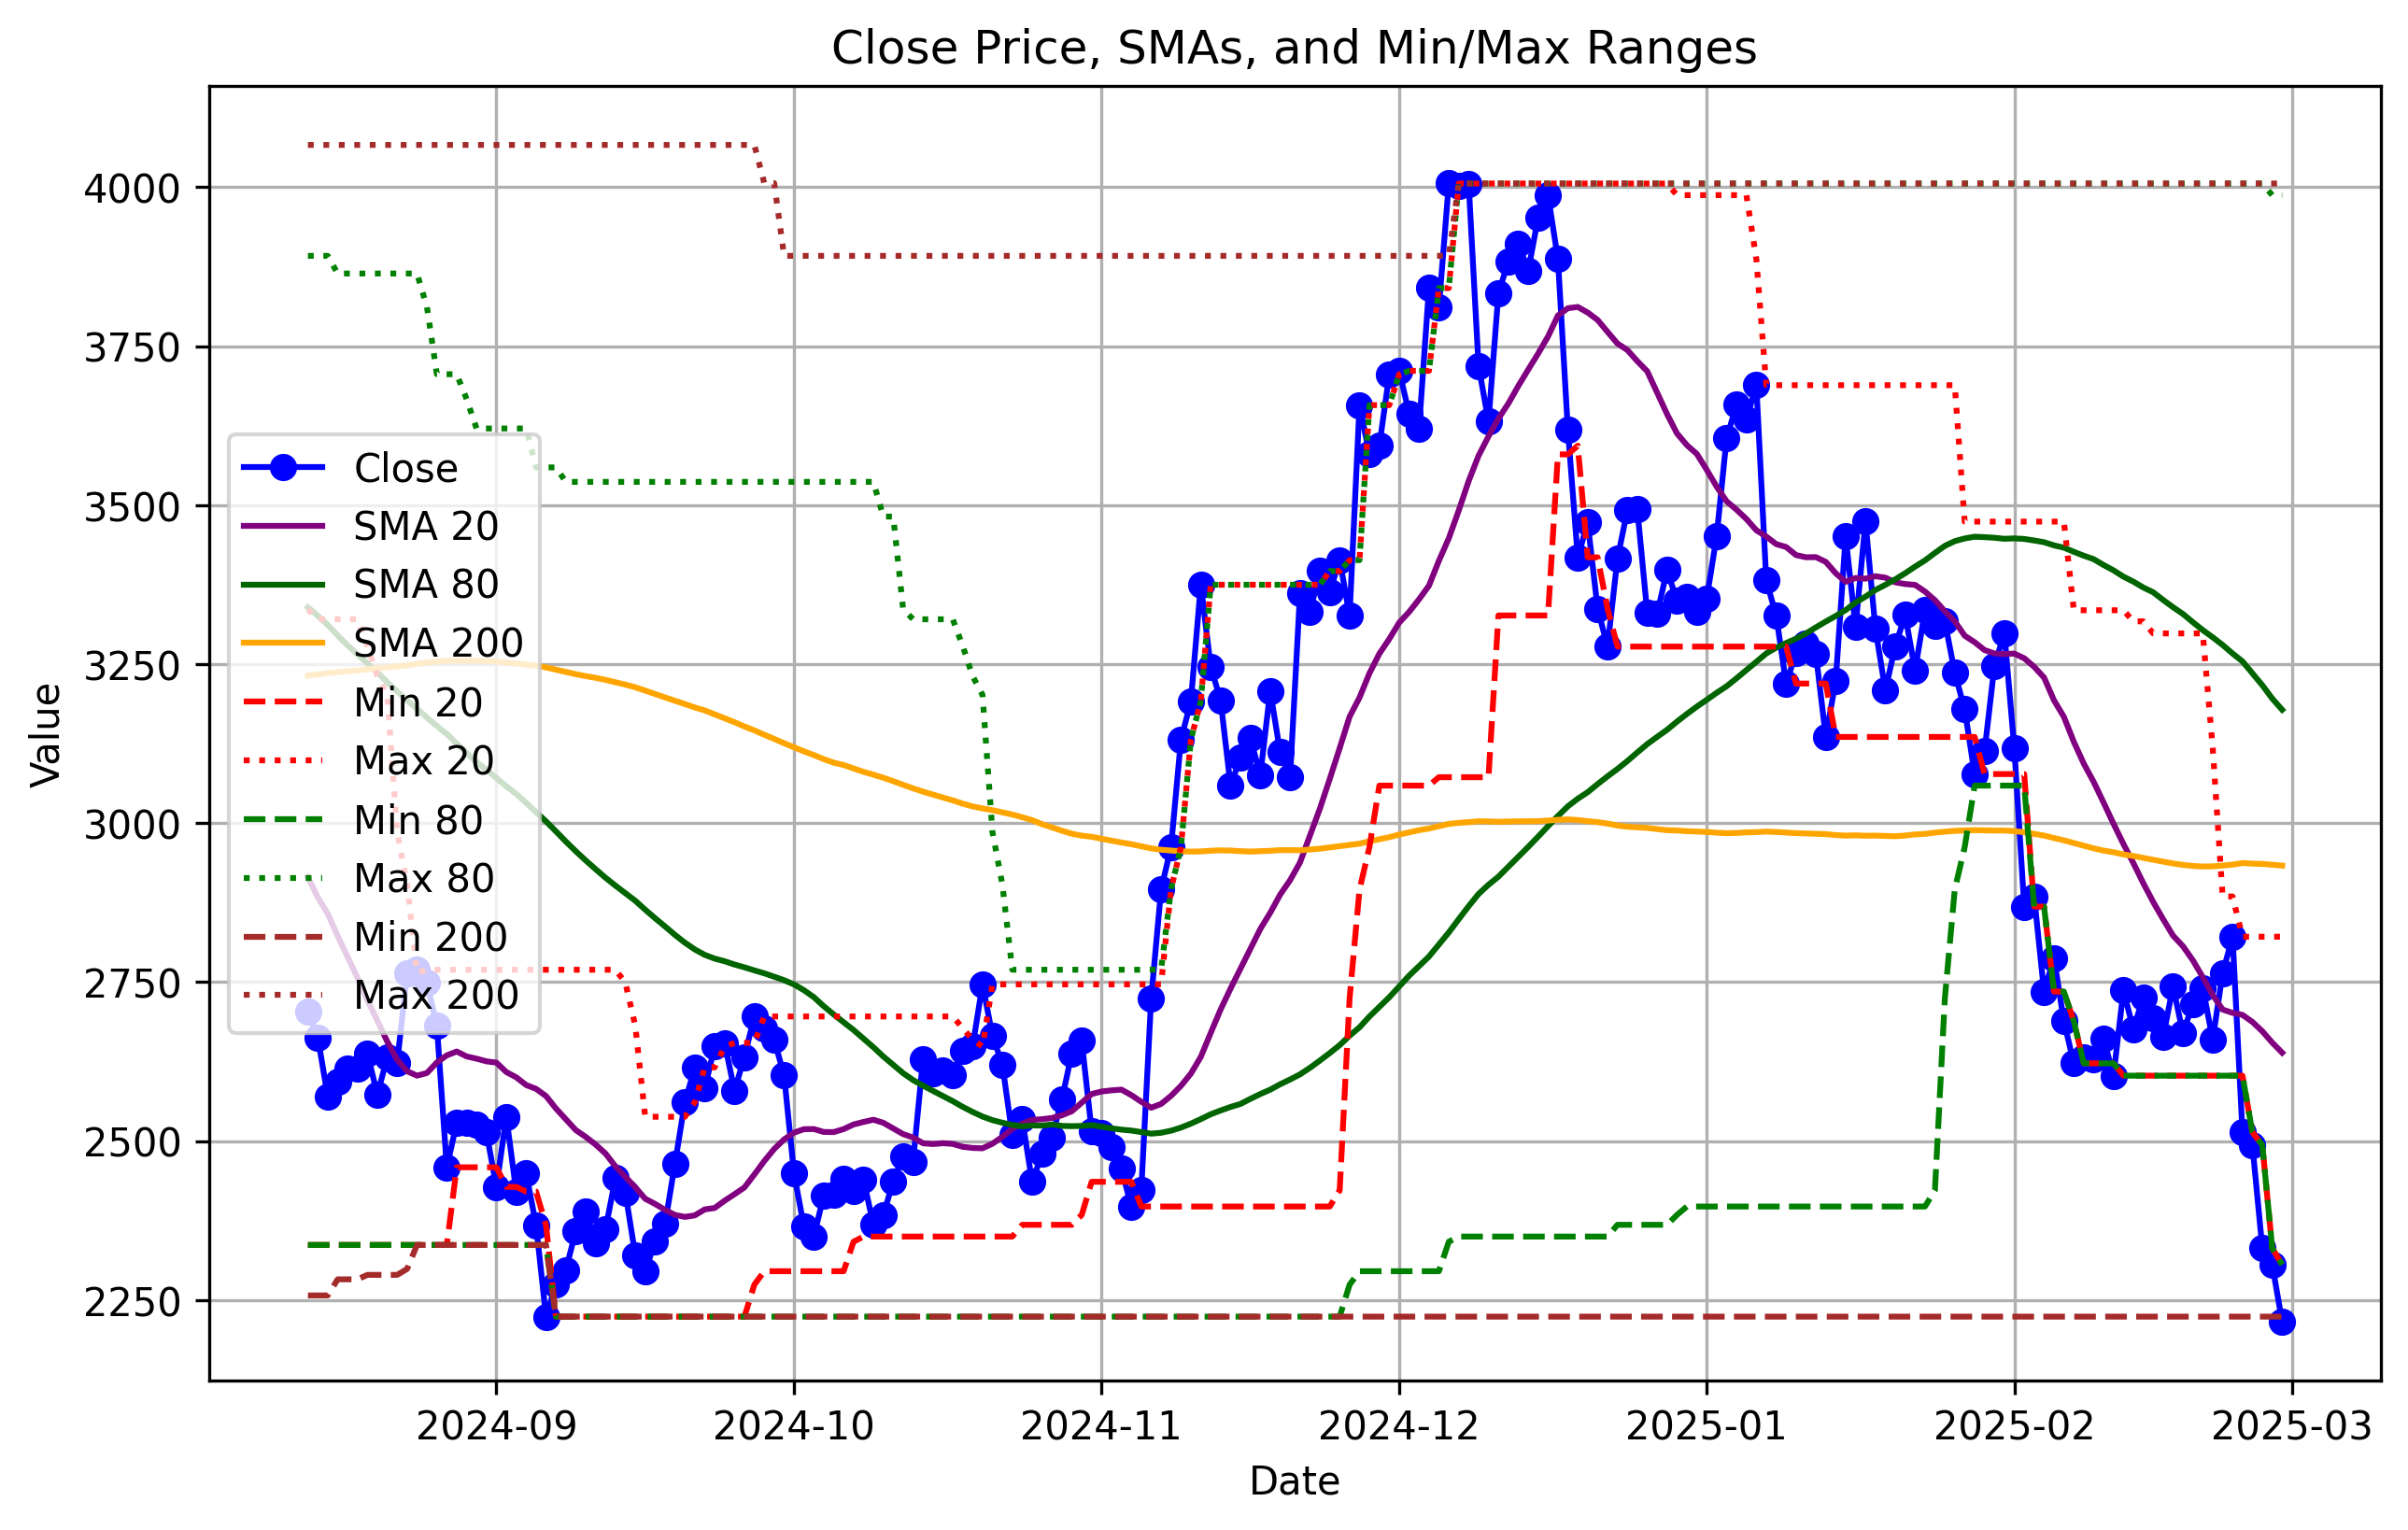 Close Price, SMAs, and Min/Max Ranges
Value
4000
3750
3500
3250
3000
2750
2500
2250
Close
SMA 20
SMA 80
SMA 200
Min 20
Max 20
Min 80
Max 80
Min 200
Max 200
2024-09 2024-10 2024-11 2024-12 2025-01 2025-02 2025-03
Date